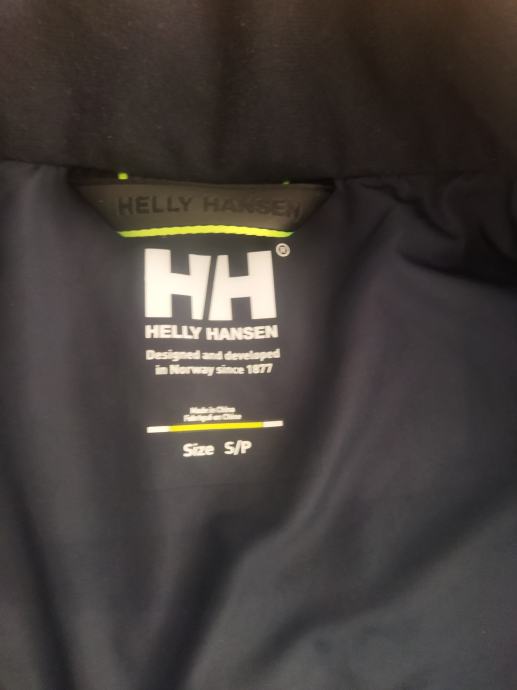 HELLY HANSEN
HH®
HELLY HANSEN
Designed and developed
in Norway since 1877
Made in China
Fabriqué en Chine
Size S/P